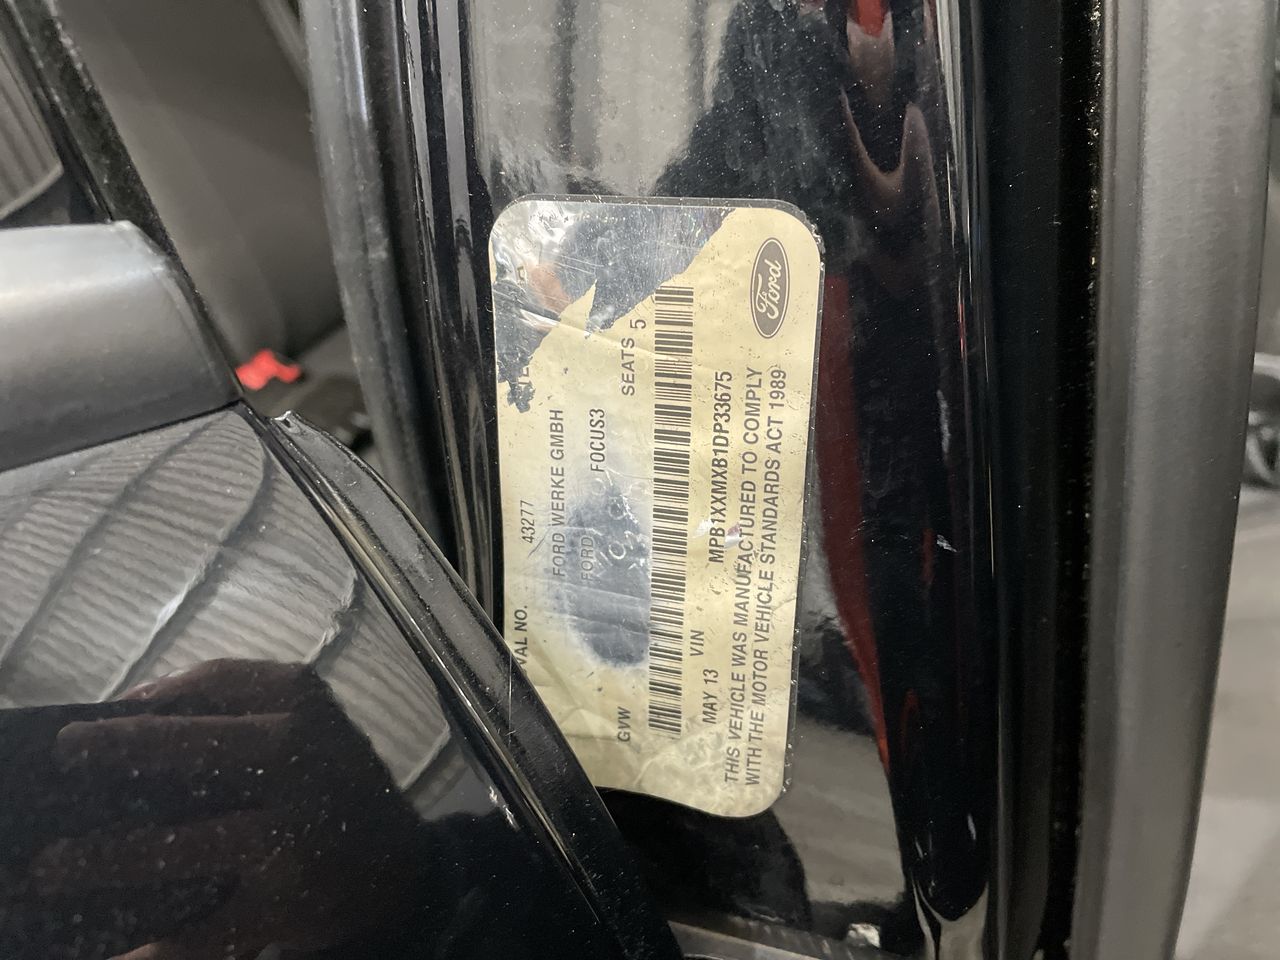 Ford
VAL NO. 43277
FORD WERKE GMBH
FORD FOCUS3
GVW SEATS 5
MAY 13 VIN MPB1XXMXB1DP33675
THIS VEHICLE WAS MANUFACTURED TO COMPLY
WITH THE MOTOR VEHICLE STANDARDS ACT 1989